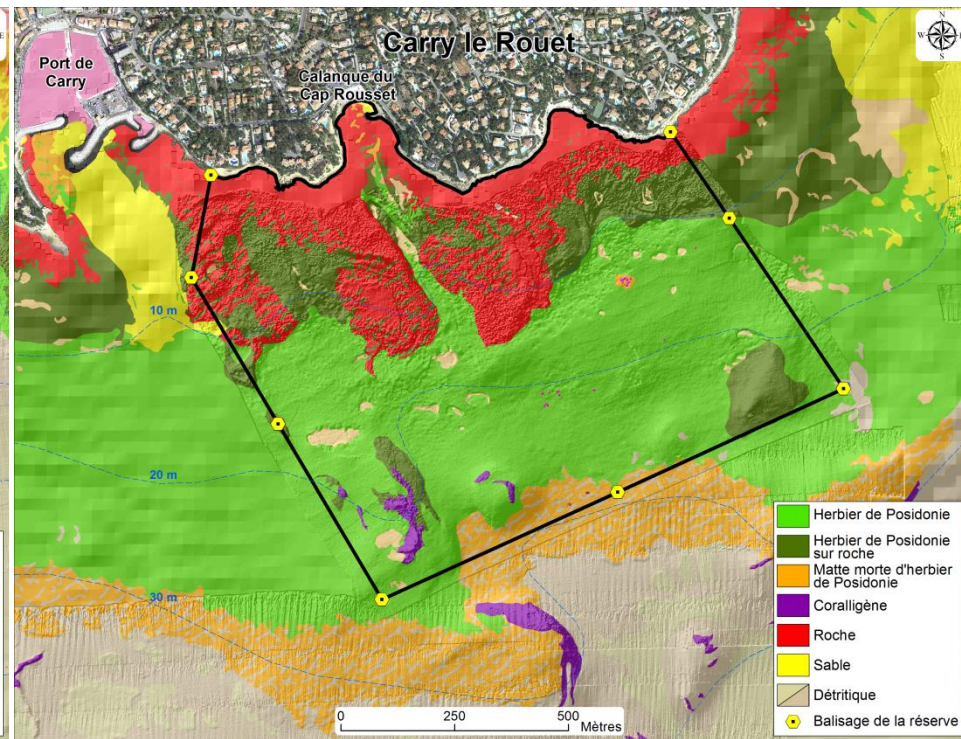 Carry le Rouet
Port de
Carry
Calanque du
Cap Rousset
N
W
E
S
E
10 m
20 m
30 m
Herbier de Posidonie
Herbier de Posidonie
sur roche
Matte morte d'herbier
de Posidonie
Coralligène
Roche
Sable
Détritique
Balisage de la réserve
0 250 500
Mètres